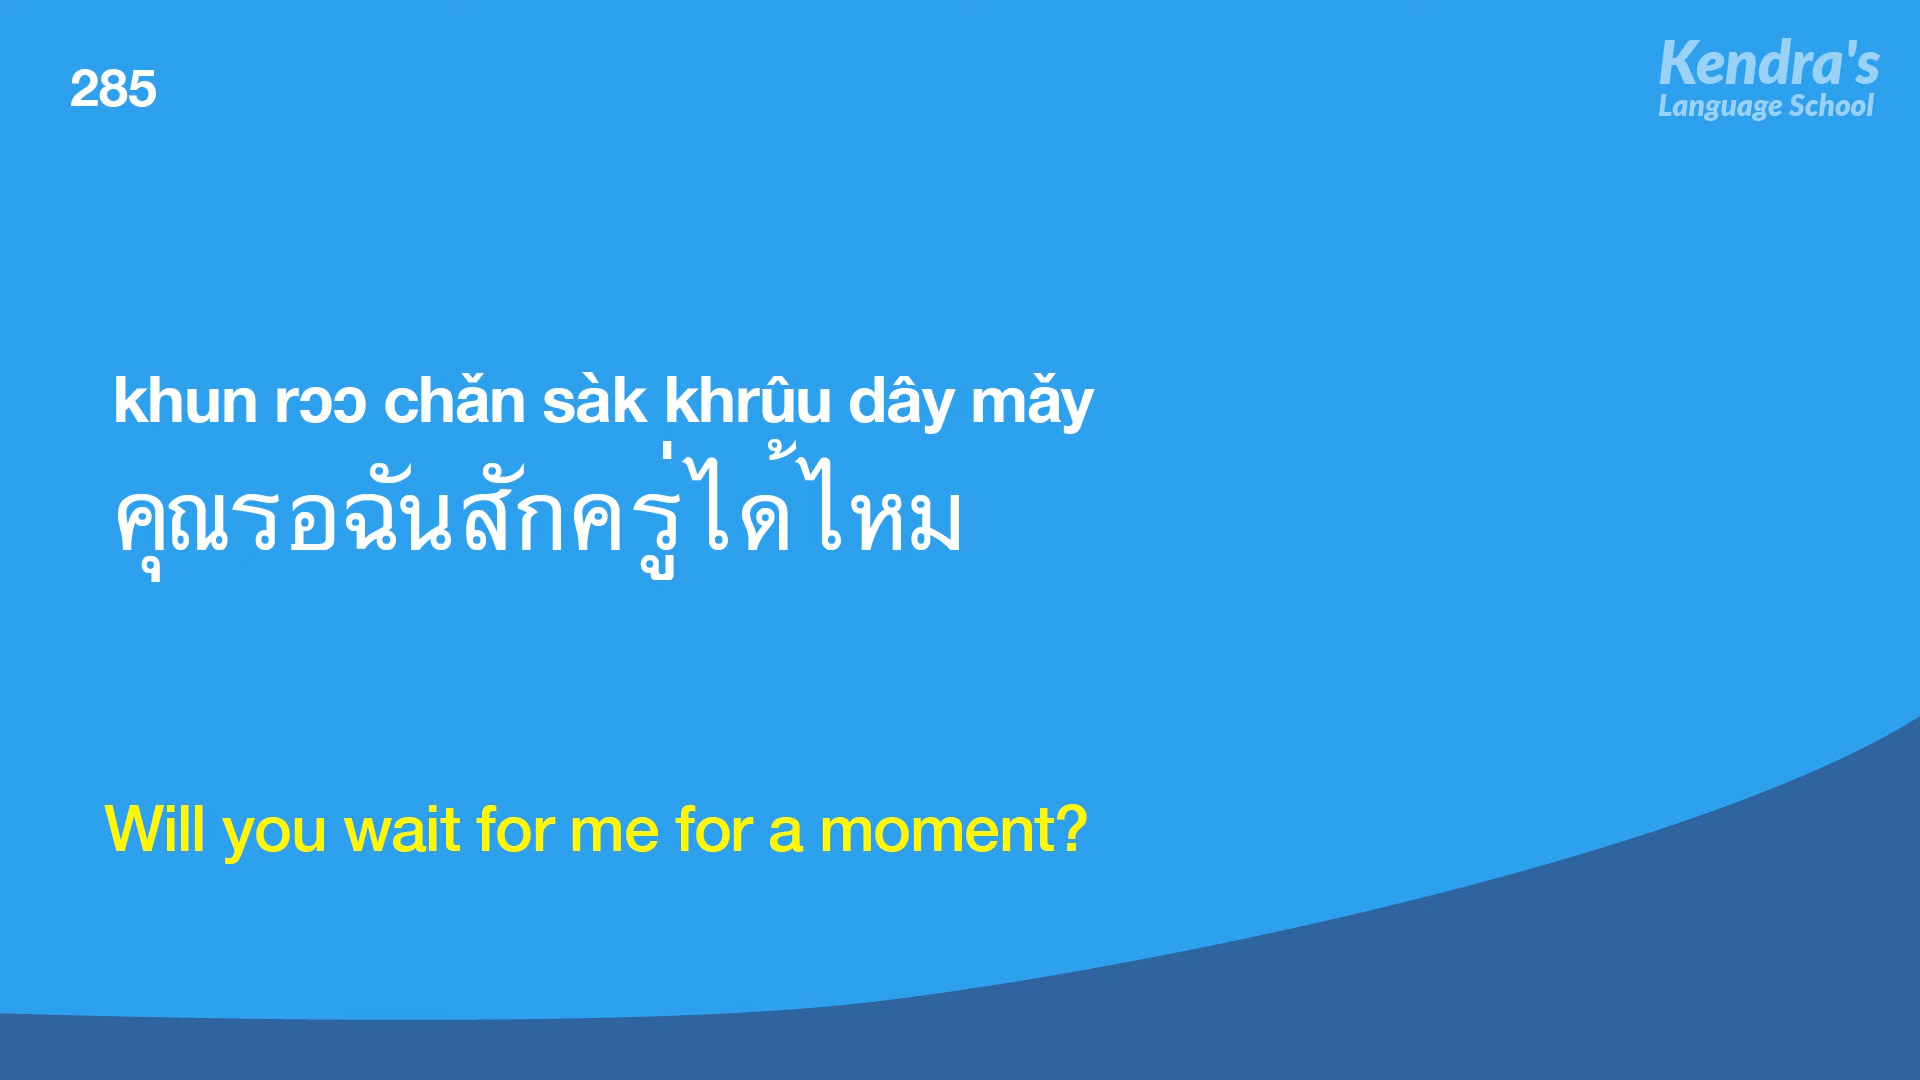 285
Kendra's
Language School
khun rɔɔ chǎn sàk khrûu dây mǎy
คุณรอฉันสักครู่ได้ไหม
Will you wait for me for a moment?